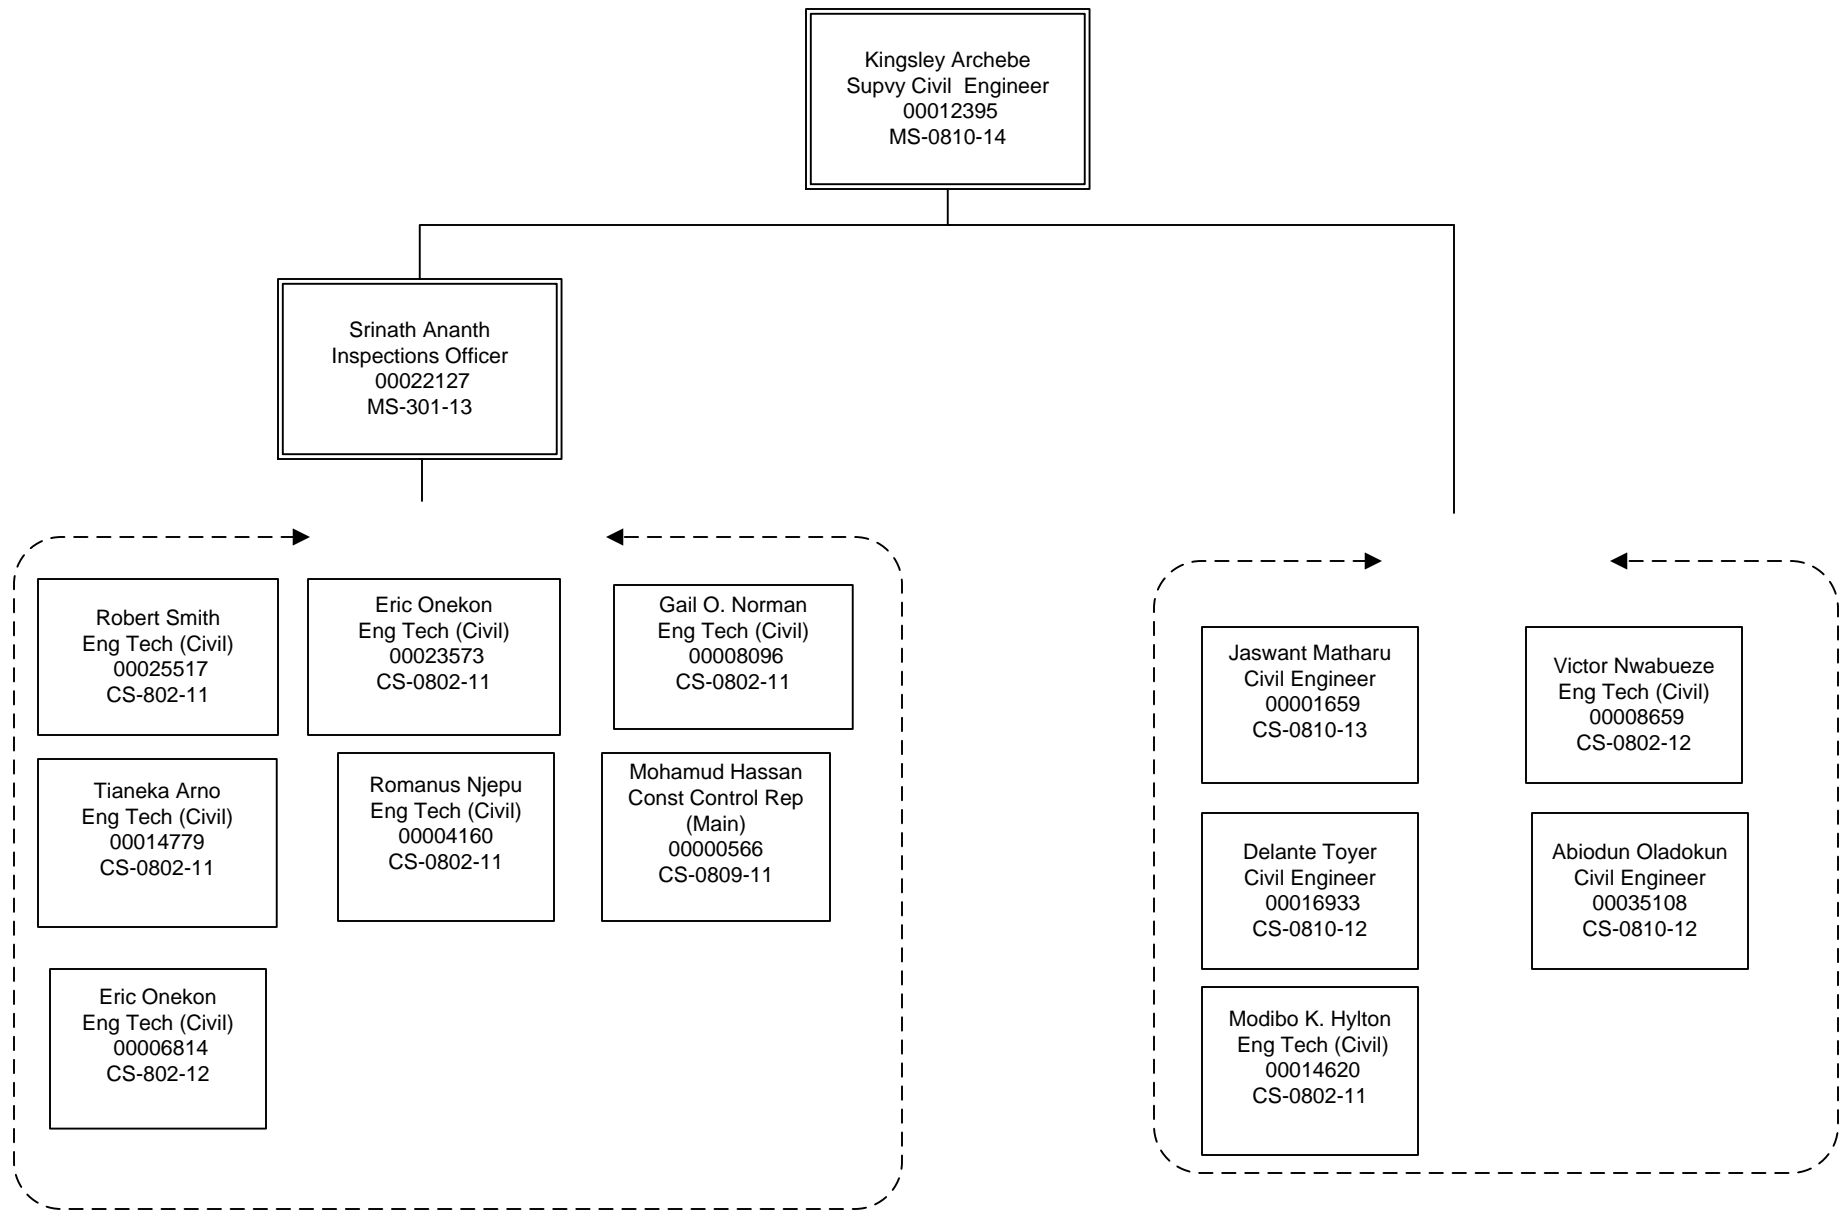 Kingsley Archebe
Supvy Civil  Engineer
00012395
MS-0810-14
Srinath Ananth
Inspections Officer
00022127
MS-301-13
Robert Smith
Eng Tech (Civil)
00025517
CS-802-11
Eric Onekon
Eng Tech (Civil)
00023573
CS-0802-11
Gail O. Norman
Eng Tech (Civil)
00008096
CS-0802-11
Tianeka Arno
Eng Tech (Civil)
00014779
CS-0802-11
Romanus Njepu
Eng Tech (Civil)
00004160
CS-0802-11
Mohamud Hassan
Const Control Rep
(Main)
00000566
CS-0809-11
Eric Onekon
Eng Tech (Civil)
00006814
CS-802-12
Jaswant Matharu
Civil Engineer
00001659
CS-0810-13
Victor Nwabueze
Eng Tech (Civil)
00008659
CS-0802-12
Delante Toyer
Civil Engineer
00016933
CS-0810-12
Abiodun Oladokun
Civil Engineer
00035108
CS-0810-12
Modibo K. Hylton
Eng Tech (Civil)
00014620
CS-0802-11